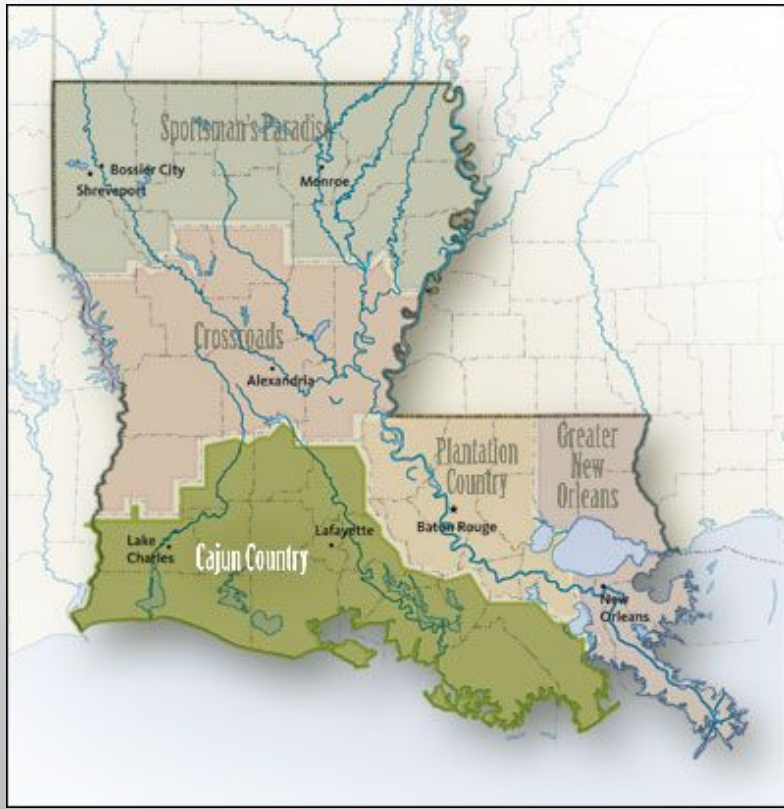 Sportsman's Paradise
Bossier City
Shreveport
Monroe
Crossroads
Alexandria
Plantation
Country
Greater
New
Orleans
Baton Rouge
Lake
Charles
Lafayette
Cajun Country
New
Orleans